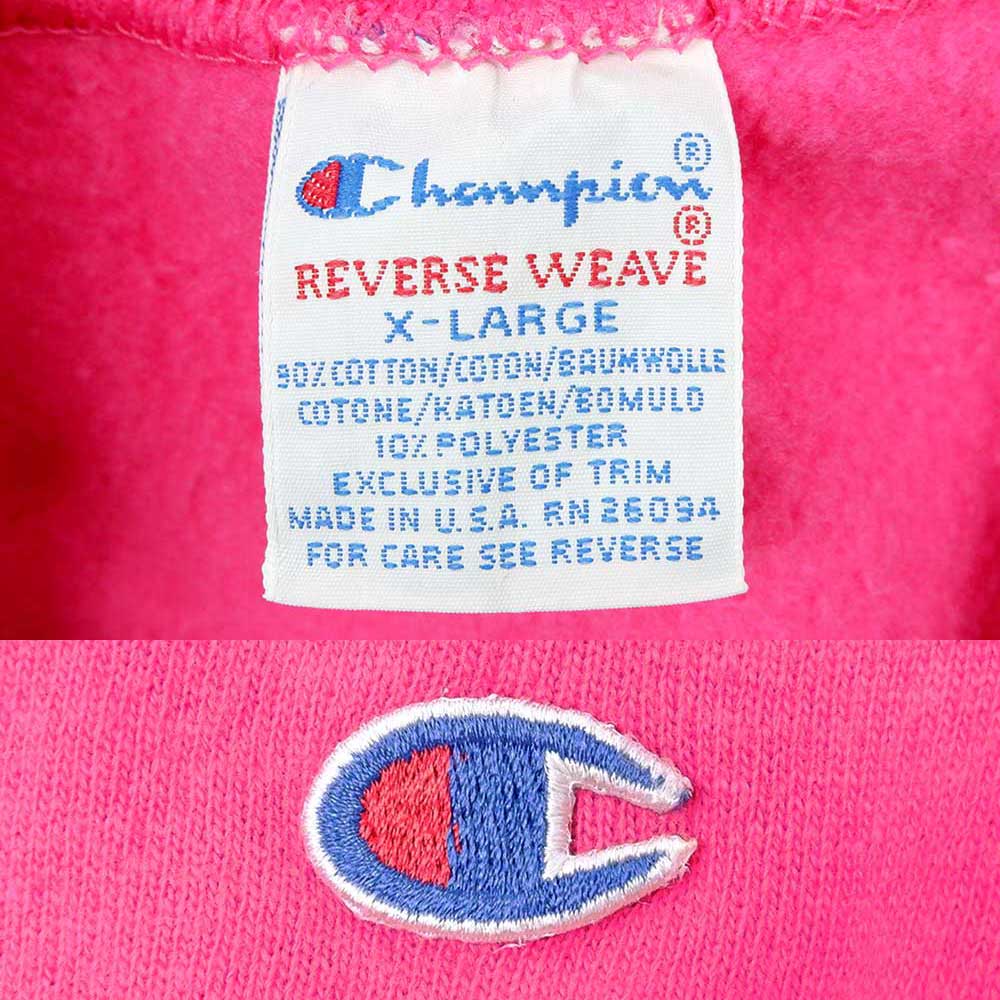 Champion®
REVERSE WEAVE®
X-LARGE
90% COTTON/COTON/BAUMWOLLE
COTONE/KATOEN/BOMULD
10% POLYESTER
EXCLUSIVE OF TRIM
MADE IN U.S.A. RN 26094
FOR CARE SEE REVERSE